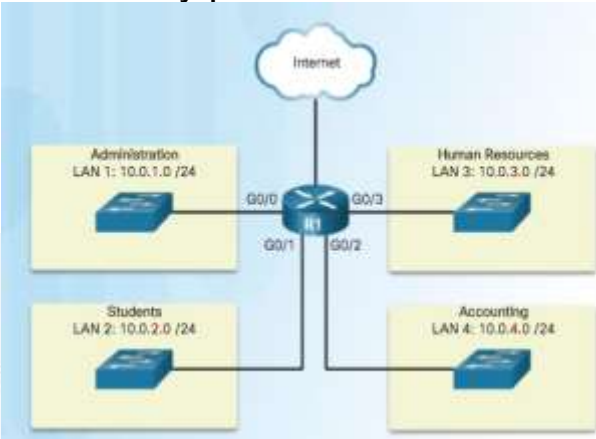 Internet
Administration
LAN 1: 10.0.1.0 /24
Human Resources
LAN 3: 10.0.3.0 /24
G0/0
G0/3
R1
G0/1
G0/2
Students
LAN 2: 10.0.2.0 /24
Accounting
LAN 4: 10.0.4.0 /24